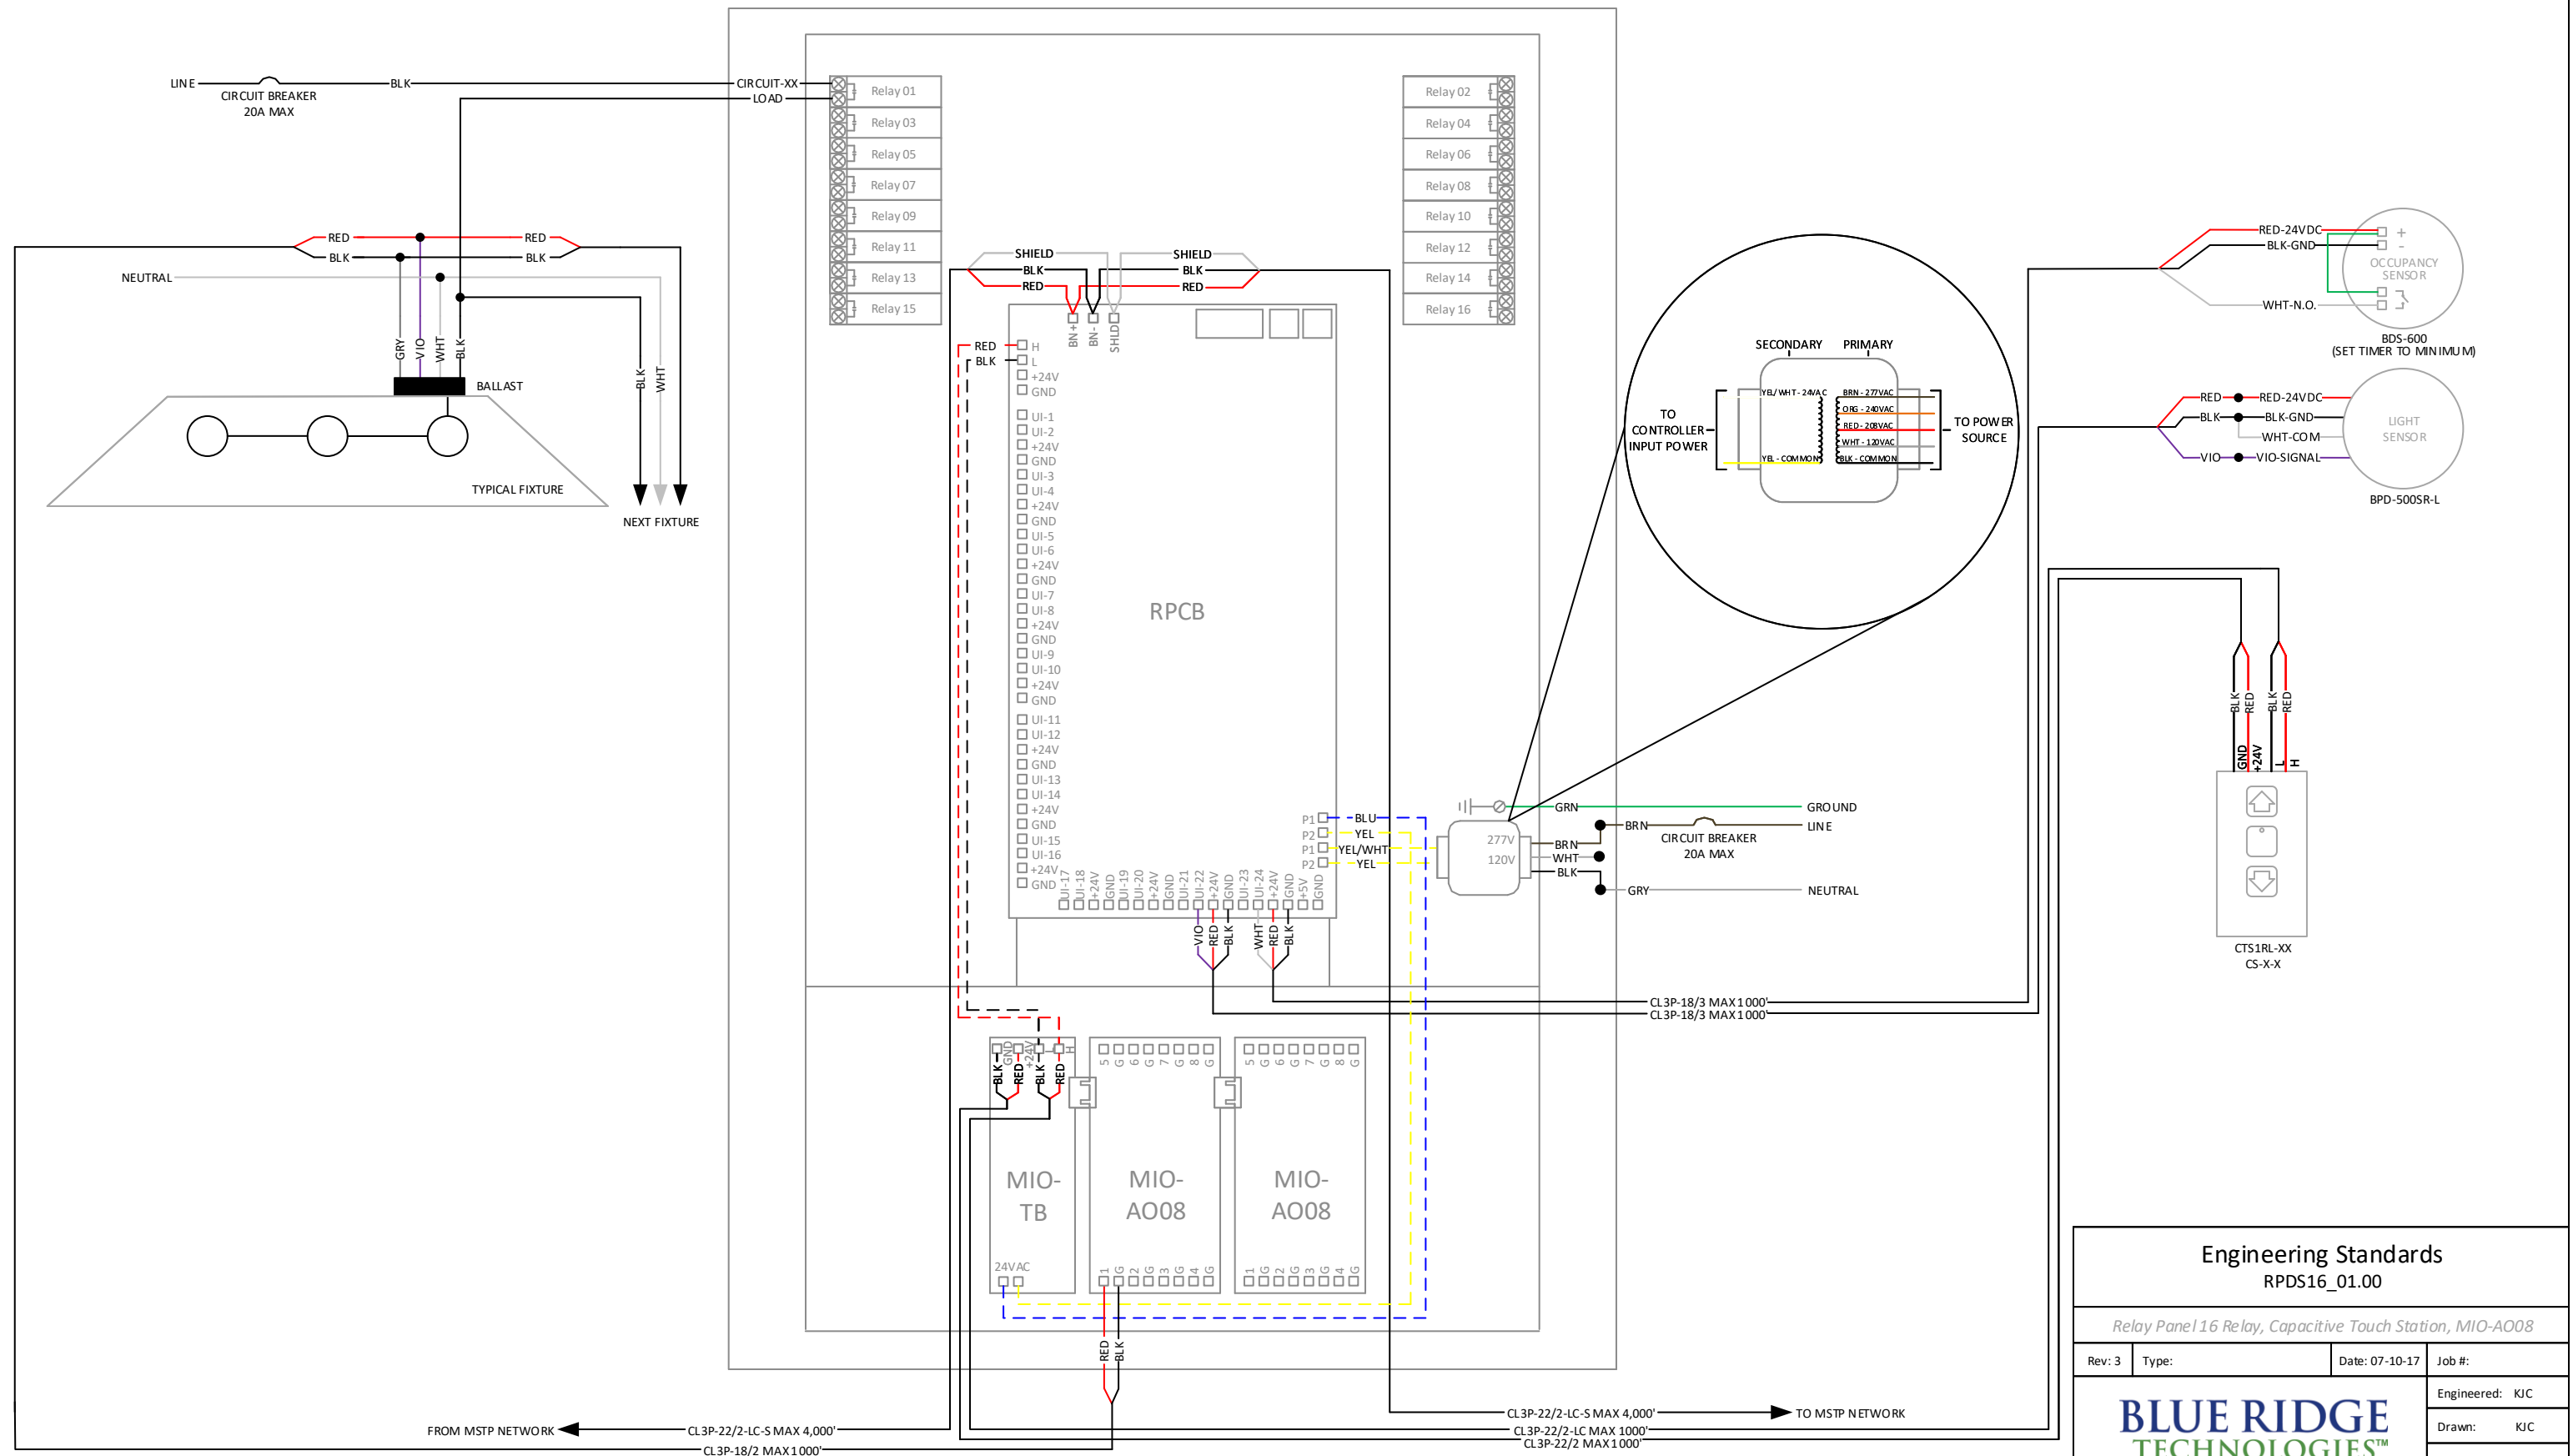 LINE
BLK
CIRCUIT BREAKER
20A MAX
CIRCUIT-XX
LOAD
Relay 01
Relay 03
Relay 05
Relay 07
Relay 09
Relay 11
Relay 13
Relay 15
Relay 02
Relay 04
Relay 06
Relay 08
Relay 10
Relay 12
Relay 14
Relay 16
RED
RED
BLK
BLK
NEUTRAL
GRY
VIO
WHT
BLK
BALLAST
TYPICAL FIXTURE
BLK
WHT
NEXT FIXTURE
SHIELD
SHIELD
BLK
BLK
RED
RED
BN+
BN-
SHLD
RED
H
BLK
L
+24V
GND
UI-1
UI-2
+24V
GND
UI-3
UI-4
+24V
GND
UI-5
UI-6
+24V
GND
UI-7
UI-8
+24V
GND
UI-9
UI-10
+24V
GND
UI-11
UI-12
+24V
GND
UI-13
UI-14
+24V
GND
UI-15
UI-16
+24V
GND
RPCB
UI-17
UI-18
+24V
GND
UI-19
UI-20
+24V
GND
UI-21
UI-22
+24V
GND
UI-23
UI-24
+24V
GND
+5V
GND
P1
BLU
P2
YEL
P1
YEL/WHT
P2
YEL
VIO
RED
BLK
WHT
RED
BLK
SECONDARY
PRIMARY
YEL/WHT - 24VAC
YEL - COMMON
BRN - 277VAC
ORG - 240VAC
RED - 208VAC
WHT - 120VAC
BLK - COMMON
TO
CONTROLLER
INPUT POWER
TO POWER
SOURCE
277V
120V
GRN
GROUND
BRN
BRN
CIRCUIT BREAKER
20A MAX
LINE
WHT
BLK
GRY
NEUTRAL
RED-24VDC
+
BLK-GND
-
OCCUPANCY
SENSOR
WHT-N.O.
BDS-600
(SET TIMER TO MINIMUM)
RED
RED-24VDC
BLK
BLK-GND
WHT-COM
VIO
VIO-SIGNAL
LIGHT
SENSOR
BPD-500SR-L
BLK
RED
BLK
RED
GND
+24V
L
H
CTS1RL-XX
CS-X-X
CL3P-18/3 MAX 1000'
CL3P-18/3 MAX 1000'
GND
+24V
L
H
BLK
RED
BLK
RED
MIO-
TB
24VAC
5
G
6
G
7
G
8
G
MIO-
AO08
1
G
2
G
3
G
4
G
5
G
6
G
7
G
8
G
MIO-
AO08
1
G
2
G
3
G
4
G
RED
BLK
FROM MSTP NETWORK
CL3P-22/2-LC-S MAX 4,000'
CL3P-18/2 MAX 1000'
CL3P-22/2-LC-S MAX 4,000'
TO MSTP NETWORK
CL3P-22/2-LC MAX 1000'
CL3P-22/2 MAX 1000'
Engineering Standards
RPDS16_01.00
Relay Panel 16 Relay, Capacitive Touch Station, MIO-AO08
Rev: 3
Type:
Date: 07-10-17
Job #:
Engineered: KJC
Drawn: KJC
BLUE RIDGE
TECHNOLOGIES™